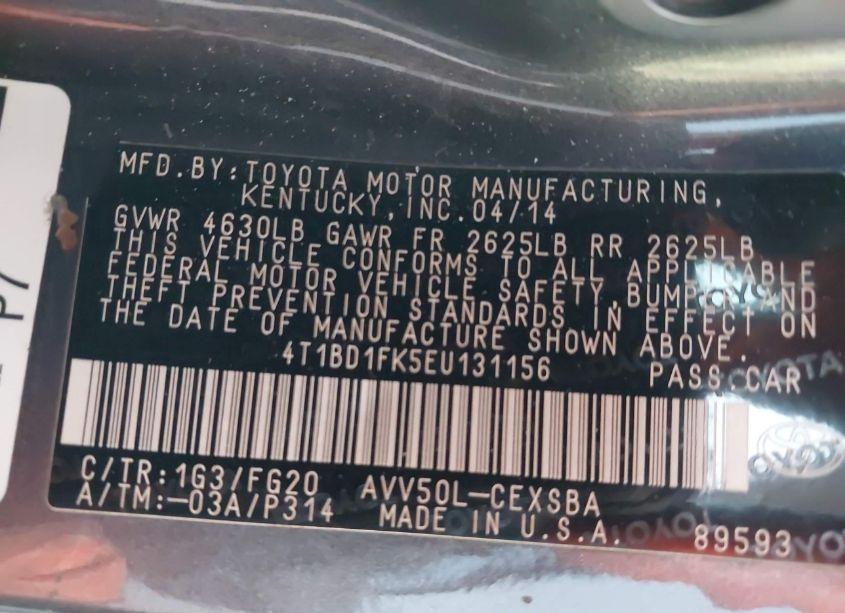 MFD.BY:TOYOTA MOTOR MANUFACTURING,
KENTUCKY,INC.04/14
GVWR 4630LB GAWR FR 2625LB RR 2625LB
THIS VEHICLE CONFORMS TO ALL APPLICABLE
FEDERAL MOTOR VEHICLE SAFETY,BUMPER,AND
THEFT PREVENTION STANDARDS IN EFFECT ON
THE DATE OF MANUFACTURE SHOWN ABOVE.
4T1BD1FK5EU131156 PASS.CAR
C/TR:1G3/FG20 AVV50L-CEXSBA
A/TM:-03A/P314 MADE IN U.S.A. 89593
P7